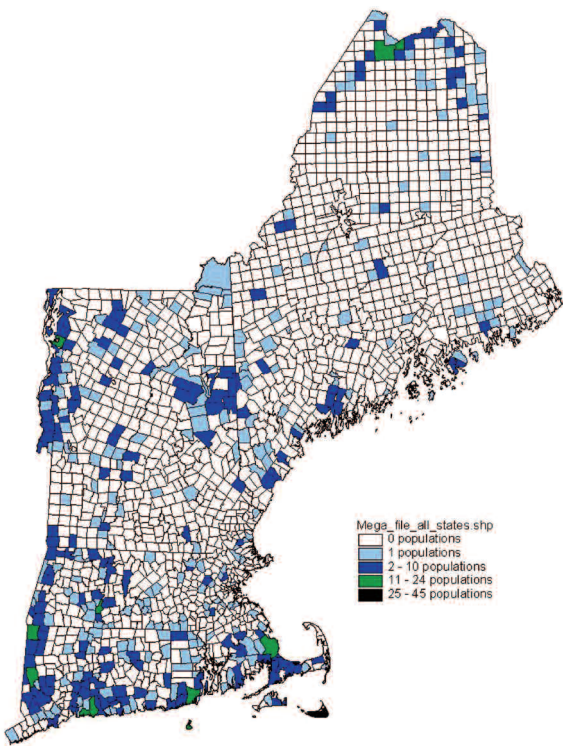 Mega_file_all_states.shp
0 populations
1 populations
2 - 10 populations
11 - 24 populations
25 - 45 populations